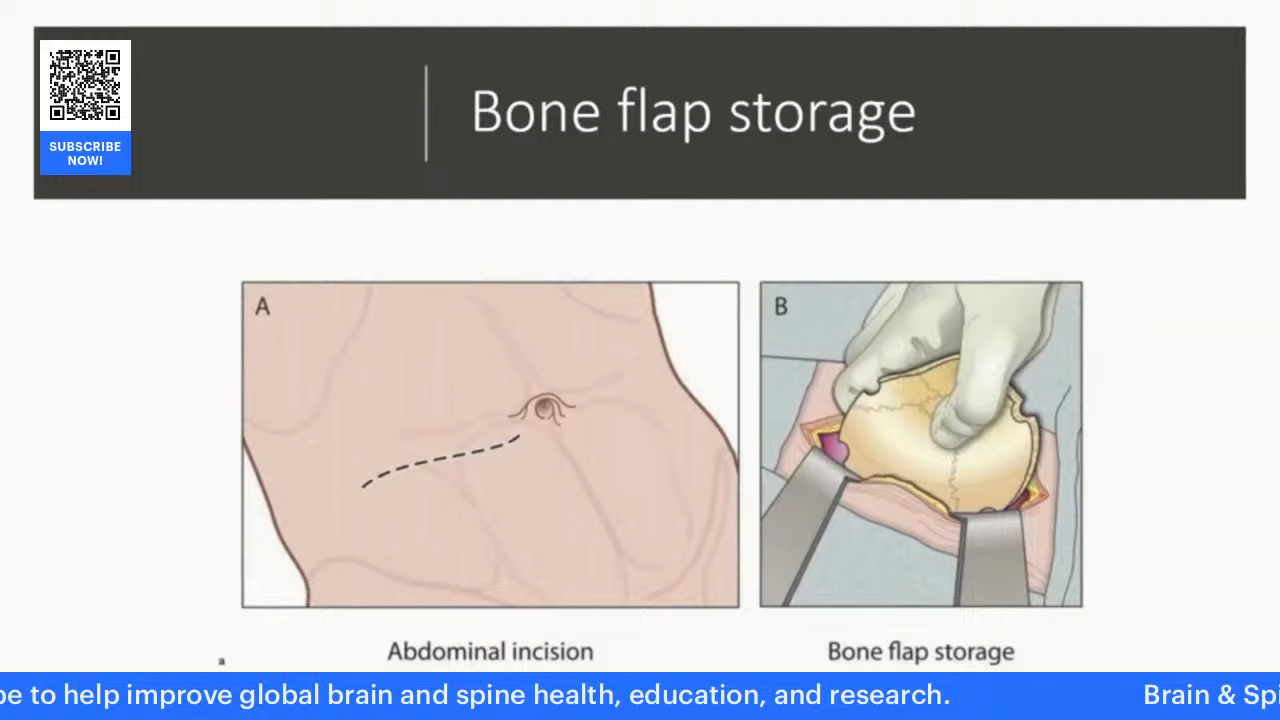 SUBSCRIBE
NOW!
Bone flap storage
A
B
Abdominal incision
Bone flap storage
a
be to help improve global brain and spine health, education, and research.
Brain & Spi